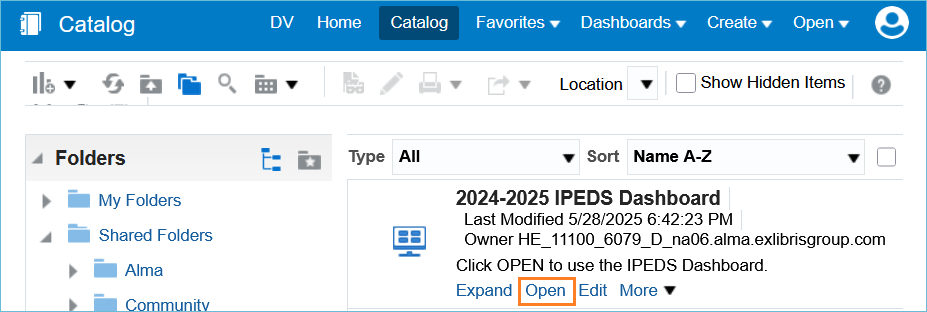 Catalog DV Home Catalog Favorites Dashboards Create Open
Location Show Hidden Items ?
Folders
My Folders
Shared Folders
Alma
Community
Type All Sort Name A-Z
2024-2025 IPEDS Dashboard
Last Modified 5/28/2025 6:42:23 PM
Owner HE_11100_6079_D_na06.alma.exlibrisgroup.com
Click OPEN to use the IPEDS Dashboard.
Expand Open Edit More